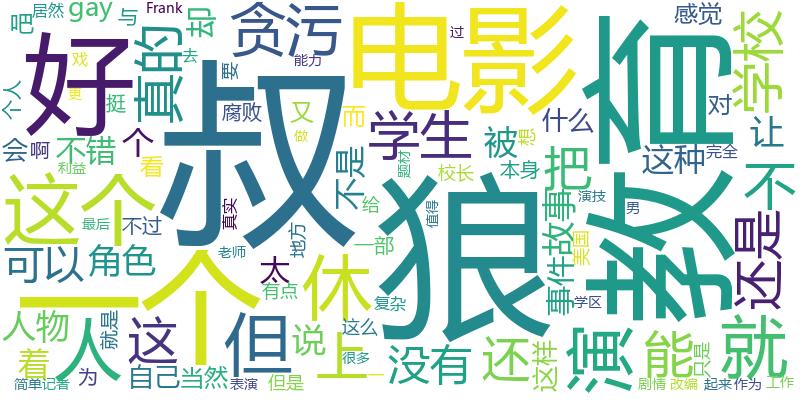 居然
Frank
吧
gay
与
却
贪污
电影
过
感觉
学校
好
真的
戏
去
要
能力
教育
叔
狼
个人
更
挺
腐败
又
而
学生
什么
对
让
会
啊
不错
个
看
做
不是
被
想
这种
完全
不
利益
题材
校长
本身
把
演技
男
这个
一个
最后
不过
真实
给
值得
故事
事件
美国
还是
可以
角色
老师
地方
一部
太
休
有点
复杂
学区
人物
人
就是
这
但
说
上
这么
没有
还
这样
演
能
只是
就
着
简单
记者
为
自己
当然
表演
但是
很多
一
剧情
改编
起来
作为
工作